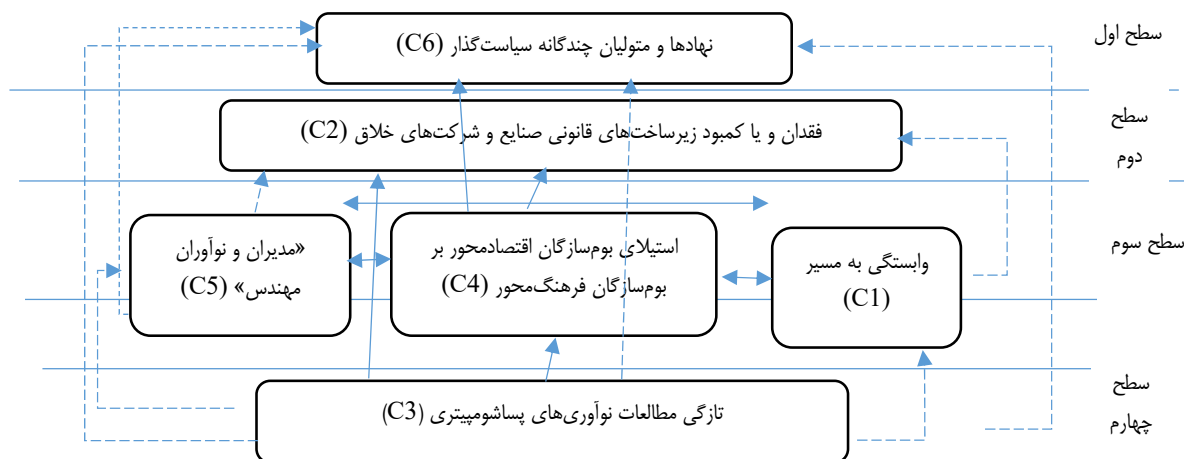 سطح اول
نهادها و متولیان چندگانه سیاست‌گذار (C6)
سطح
دوم
فقدان و یا کمبود زیرساخت‌های قانونی صنایع و شرکت‌های خلاق (C2)
سطح سوم
وابستگی به مسیر
(C1)
استیلای بوم‌سازگان اقتصادمحور بر
بوم‌سازگان فرهنگ‌محور (C4)
«مدیران و نوآوران
مهندس» (C5)
سطح
چهارم
تازگی مطالعات نوآوری‌های پساشومپیتری (C3)